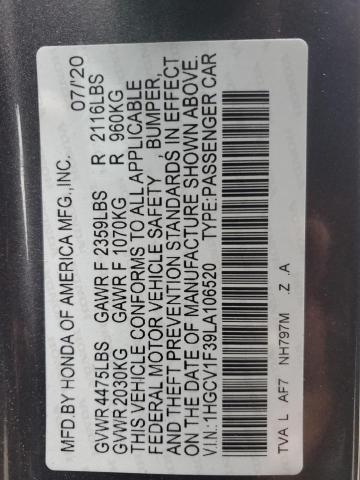 MFD.BY HONDA OF AMERICA MFG.,INC. 07/'20
GVWR 4475LBS GAWR F 2359LBS R 2116LBS
GVWR 2030KG GAWR F 1070KG R 960KG
THIS VEHICLE CONFORMS TO ALL APPLICABLE
FEDERAL MOTOR VEHICLE SAFETY , BUMPER,
AND THEFT PREVENTION STANDARDS IN EFFECT
ON THE DATE OF MANUFACTURE SHOWN ABOVE.
V.I.N.:1HGCV1F39LA106520 TYPE:PASSENGER CAR
TVA L AF7 NH797M .Z .A